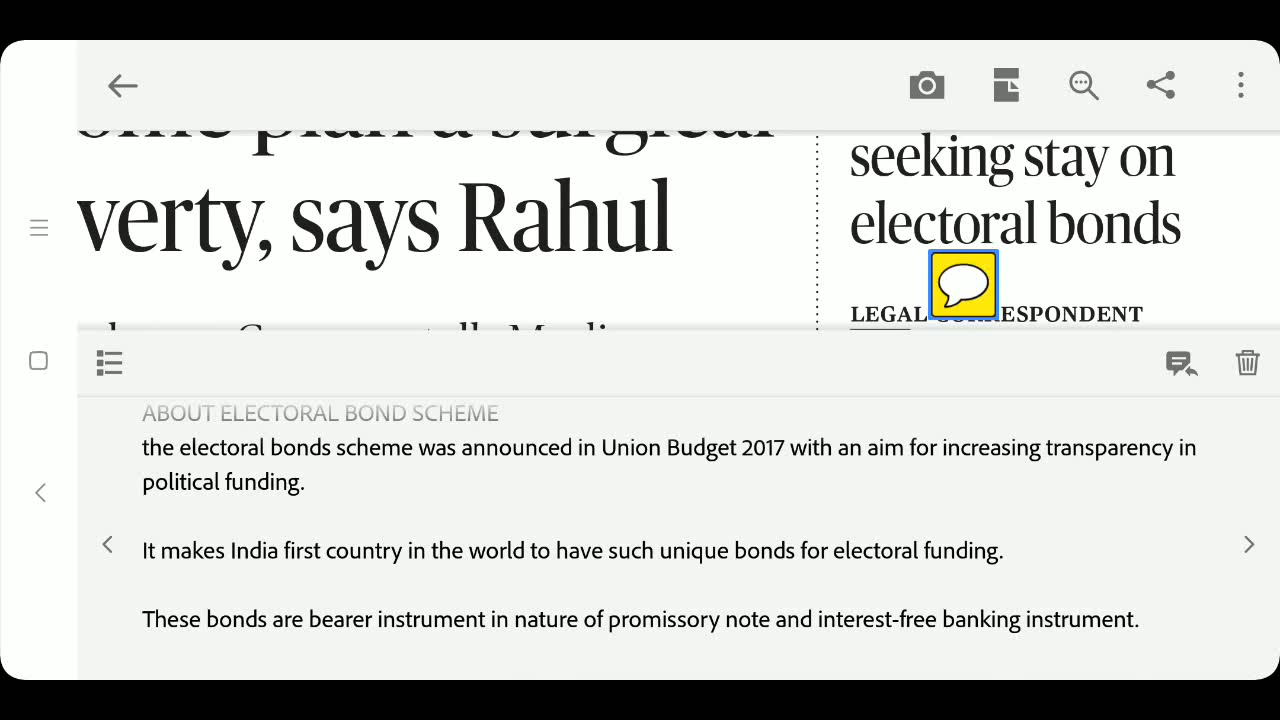 verty, says Rahul
seeking stay on
electoral bonds
LEGAL CORRESPONDENT
ABOUT ELECTORAL BOND SCHEME
the electoral bonds scheme was announced in Union Budget 2017 with an aim for increasing transparency in
political funding.
It makes India first country in the world to have such unique bonds for electoral funding.
These bonds are bearer instrument in nature of promissory note and interest-free banking instrument.